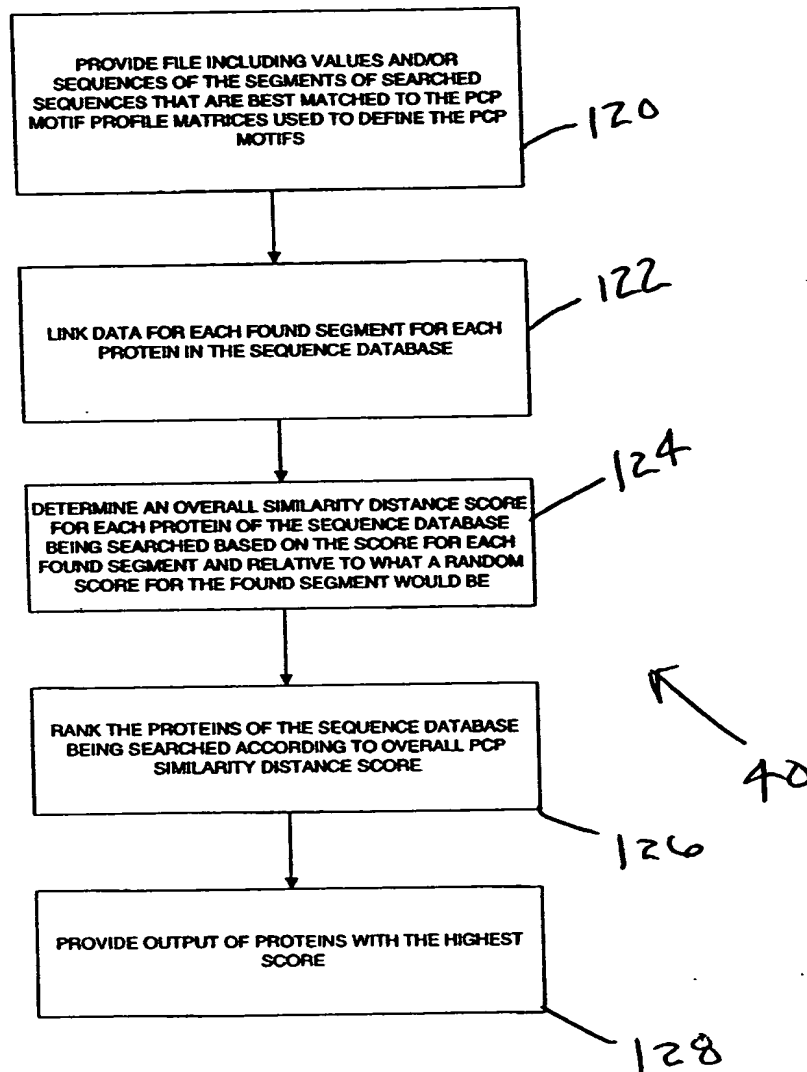 PROVIDE FILE INCLUDING VALUES AND/OR
SEQUENCES OF THE SEGMENTS OF SEARCHED
SEQUENCES THAT ARE BEST MATCHED TO THE PCP
MOTIF PROFILE MATRICES USED TO DEFINE THE PCP
MOTIFS
120
LINK DATA FOR EACH FOUND SEGMENT FOR EACH
PROTEIN IN THE SEQUENCE DATABASE
122
DETERMINE AN OVERALL SIMILARITY DISTANCE SCORE
FOR EACH PROTEIN OF THE SEQUENCE DATABASE
BEING SEARCHED BASED ON THE SCORE FOR EACH
FOUND SEGMENT AND RELATIVE TO WHAT A RANDOM
SCORE FOR THE FOUND SEGMENT WOULD BE
124
RANK THE PROTEINS OF THE SEQUENCE DATABASE
BEING SEARCHED ACCORDING TO OVERALL PCP
SIMILARITY DISTANCE SCORE
40
126
PROVIDE OUTPUT OF PROTEINS WITH THE HIGHEST
SCORE
128